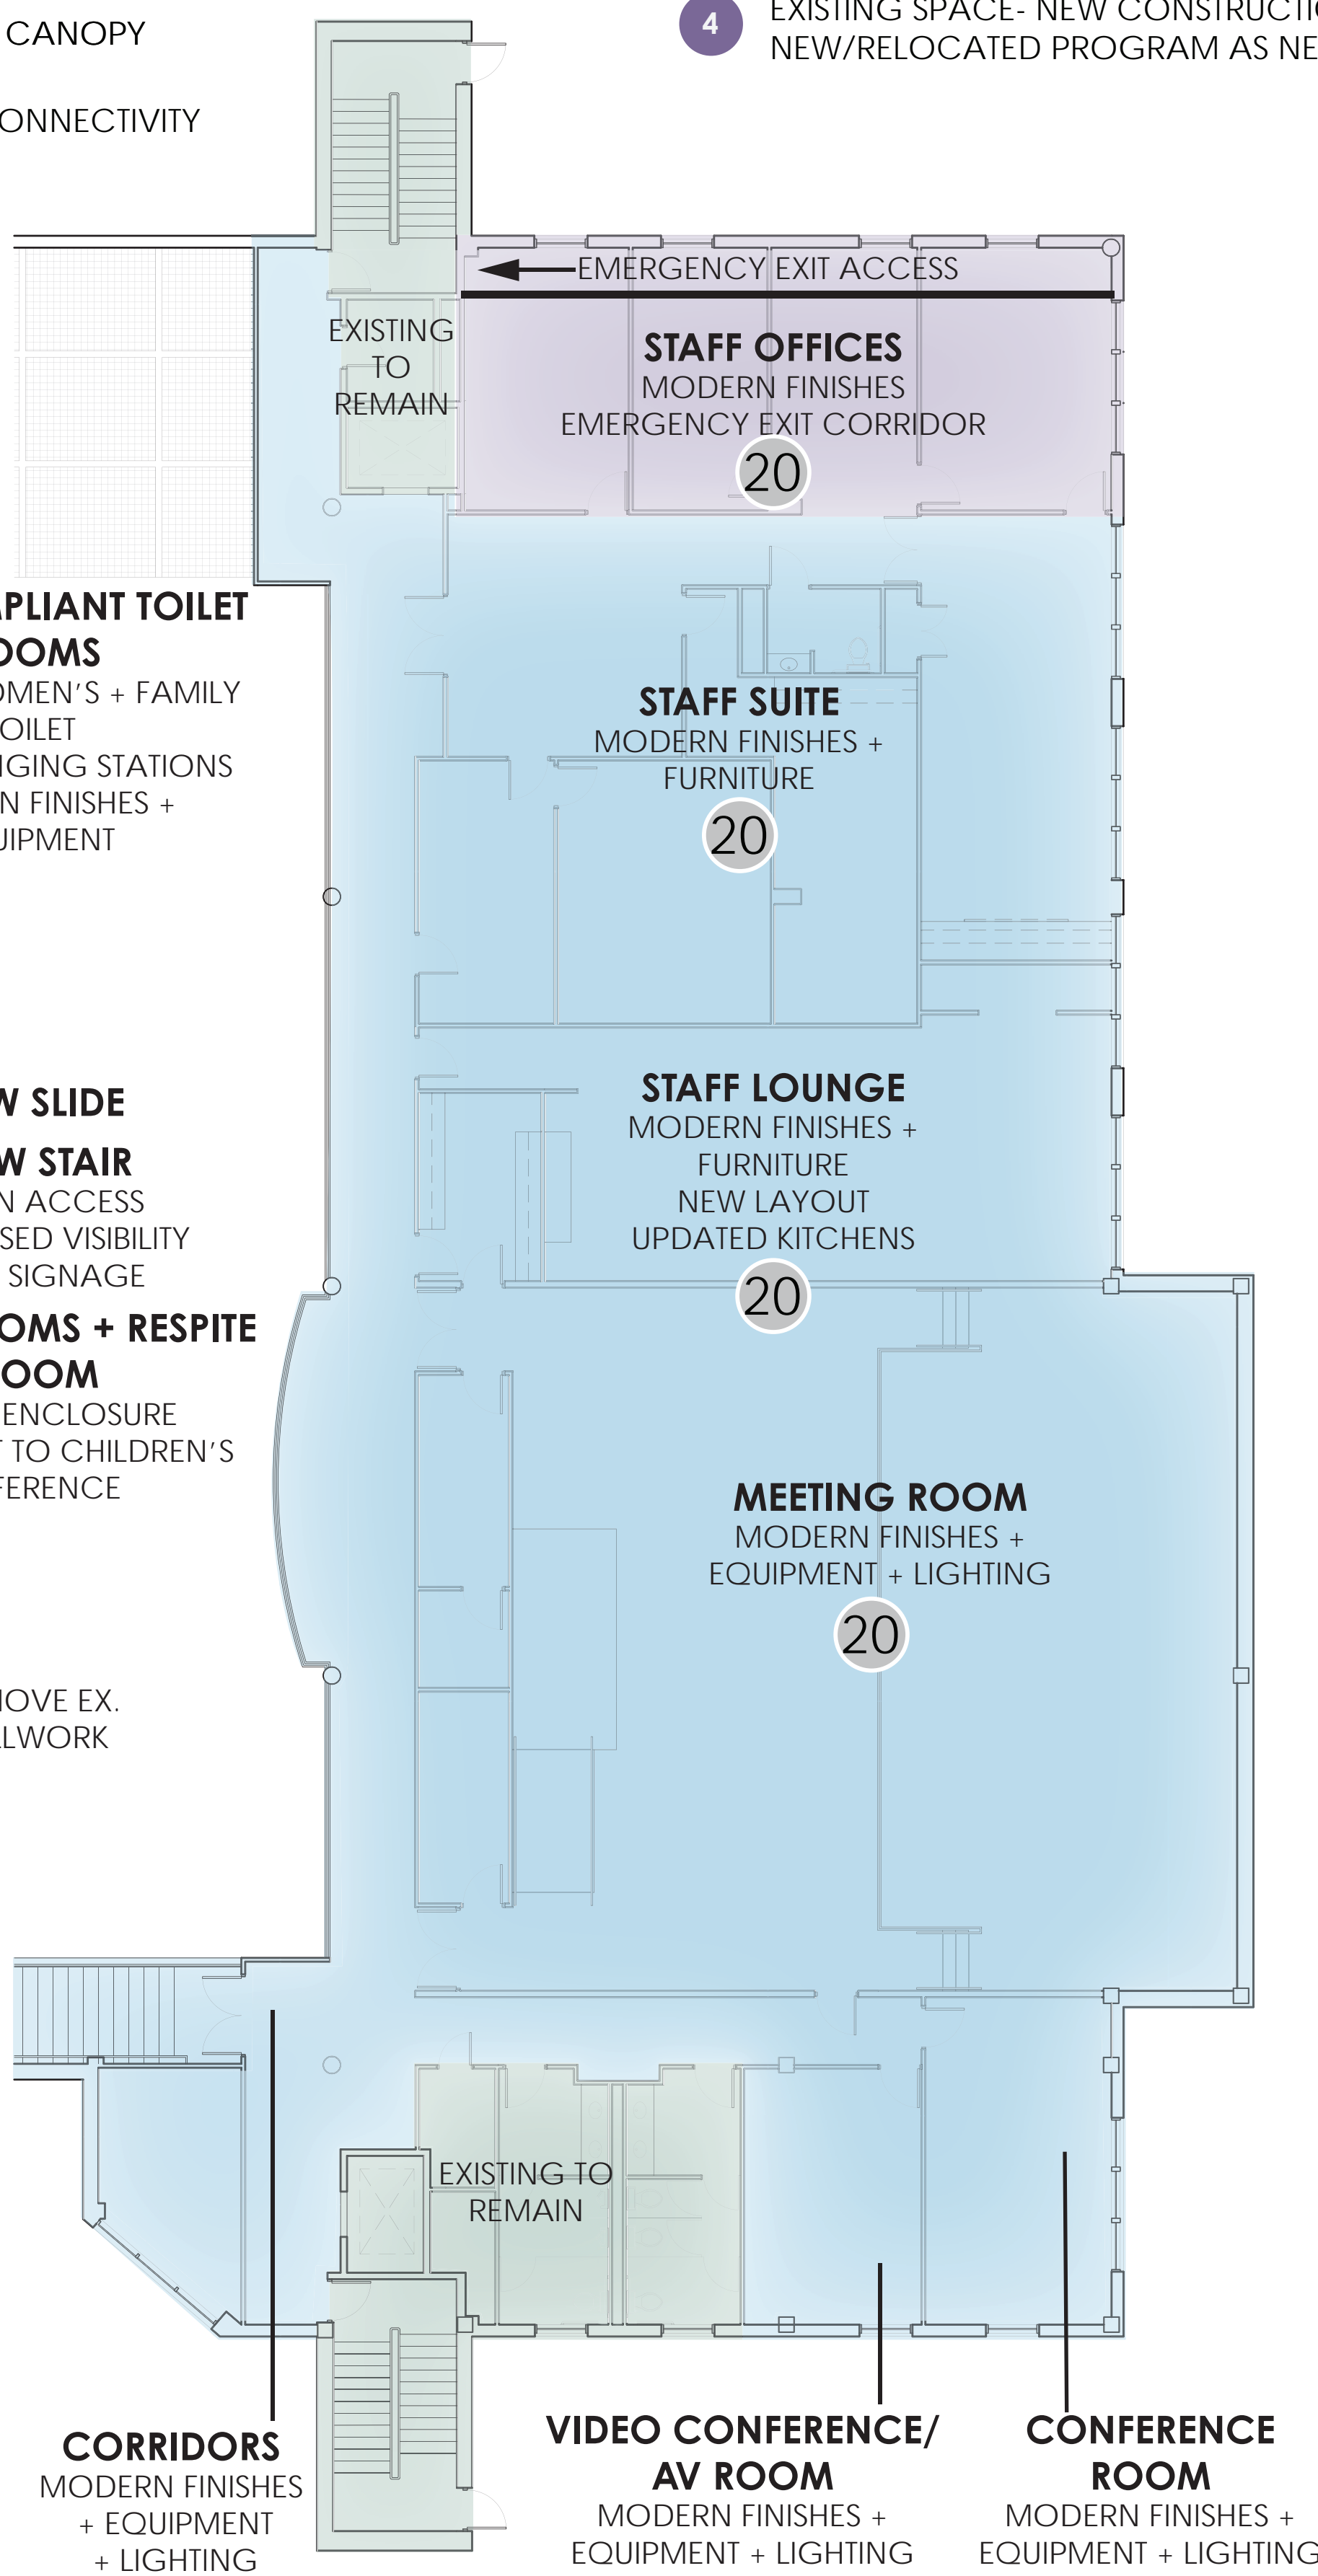 CANOPY
ONNECTIVITY
4
EXISTING SPACE- NEW CONSTRUCTIO
NEW/RELOCATED PROGRAM AS NE
EMERGENCY EXIT ACCESS
EXISTING
TO
REMAIN
STAFF OFFICES
MODERN FINISHES
EMERGENCY EXIT CORRIDOR
20
PLIANT TOILET
OOMS
OMEN'S + FAMILY
OILET
NGING STATIONS
N FINISHES +
UIPMENT
STAFF SUITE
MODERN FINISHES +
FURNITURE
20
W SLIDE
W STAIR
N ACCESS
SED VISIBILITY
SIGNAGE
STAFF LOUNGE
MODERN FINISHES +
FURNITURE
NEW LAYOUT
UPDATED KITCHENS
20
OMS + RESPITE
OOM
ENCLOSURE
T TO CHILDREN'S
FERENCE
MEETING ROOM
MODERN FINISHES +
EQUIPMENT + LIGHTING
20
MOVE EX.
LWORK
EXISTING TO
REMAIN
CORRIDORS
MODERN FINISHES
+ EQUIPMENT
+ LIGHTING
VIDEO CONFERENCE/
AV ROOM
MODERN FINISHES +
EQUIPMENT + LIGHTING
CONFERENCE
ROOM
MODERN FINISHES +
EQUIPMENT + LIGHTING